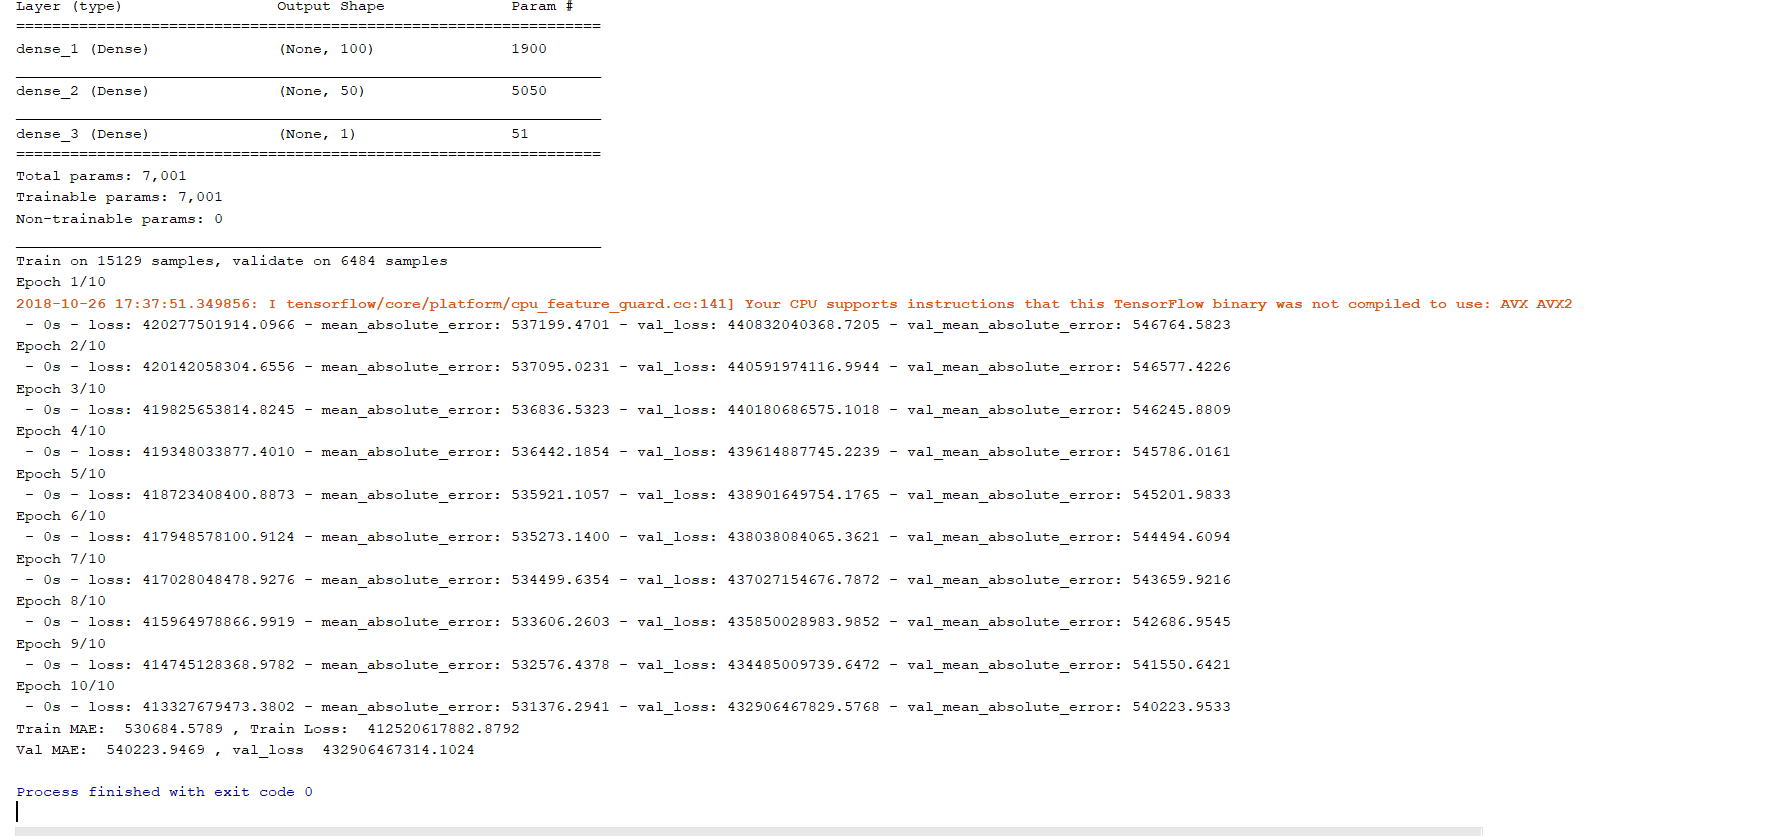 Layer (type)                 Output Shape              Param #
=================================================================
dense_1 (Dense)              (None, 100)               1900
_________________________________________________________________
dense_2 (Dense)              (None, 50)                5050
_________________________________________________________________
dense_3 (Dense)              (None, 1)                 51
=================================================================
Total params: 7,001
Trainable params: 7,001
Non-trainable params: 0
_________________________________________________________________
Train on 15129 samples, validate on 6484 samples
Epoch 1/10
2018-10-26 17:37:51.349856: I tensorflow/core/platform/cpu_feature_guard.cc:141] Your CPU supports instructions that this TensorFlow binary was not compiled to use: AVX AVX2
 - 0s - loss: 420277501914.0966 - mean_absolute_error: 537199.4701 - val_loss: 440832040368.7205 - val_mean_absolute_error: 546764.5823
Epoch 2/10
 - 0s - loss: 420142058304.6556 - mean_absolute_error: 537095.0231 - val_loss: 440591974116.9944 - val_mean_absolute_error: 546577.4226
Epoch 3/10
 - 0s - loss: 419825653814.8245 - mean_absolute_error: 536836.5323 - val_loss: 440180686575.1018 - val_mean_absolute_error: 546245.8809
Epoch 4/10
 - 0s - loss: 419348033877.4010 - mean_absolute_error: 536442.1854 - val_loss: 439614887745.2239 - val_mean_absolute_error: 545786.0161
Epoch 5/10
 - 0s - loss: 418723408400.8873 - mean_absolute_error: 535921.1057 - val_loss: 438901649754.1765 - val_mean_absolute_error: 545201.9833
Epoch 6/10
 - 0s - loss: 417948578100.9124 - mean_absolute_error: 535273.1400 - val_loss: 438038084065.3621 - val_mean_absolute_error: 544494.6094
Epoch 7/10
 - 0s - loss: 417028048478.9276 - mean_absolute_error: 534499.6354 - val_loss: 437027154676.7872 - val_mean_absolute_error: 543659.9216
Epoch 8/10
 - 0s - loss: 415964978866.9919 - mean_absolute_error: 533606.2603 - val_loss: 435850028983.9852 - val_mean_absolute_error: 542686.9545
Epoch 9/10
 - 0s - loss: 414745128368.9782 - mean_absolute_error: 532576.4378 - val_loss: 434485009739.6472 - val_mean_absolute_error: 541550.6421
Epoch 10/10
 - 0s - loss: 413327679473.3802 - mean_absolute_error: 531376.2941 - val_loss: 432906467829.5768 - val_mean_absolute_error: 540223.9533
Train MAE:  530684.5789 , Train Loss:  412520617882.8792
Val MAE:  540223.9469 , val_loss  432906467314.1024
Process finished with exit code 0